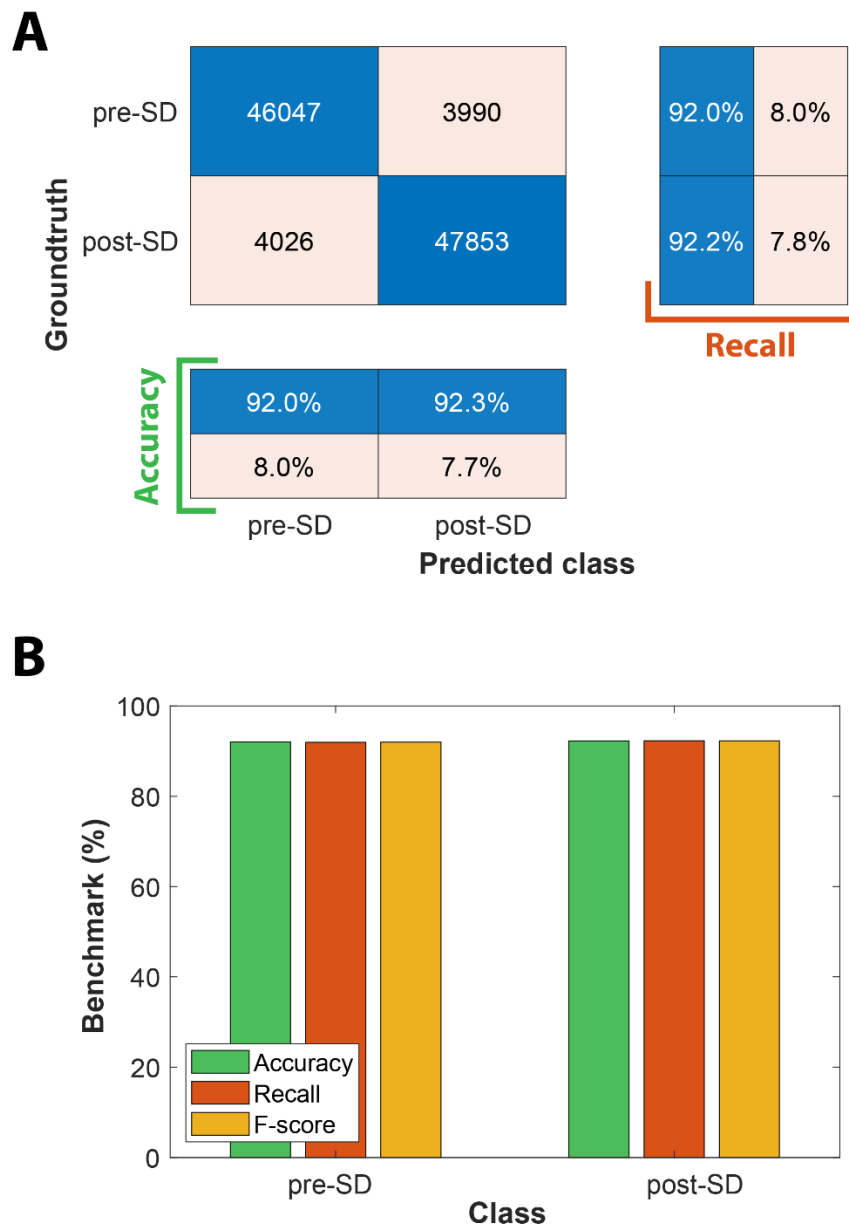 A
pre-SD 46047 3990 92.0% 8.0%
post-SD 4026 47853 92.2% 7.8%
Groundtruth
Recall
Accuracy
92.0% 92.3%
8.0% 7.7%
pre-SD post-SD
Predicted class
B
100
80
60
40
20
0
Benchmark (%)
Accuracy
Recall
F-score
pre-SD post-SD
Class